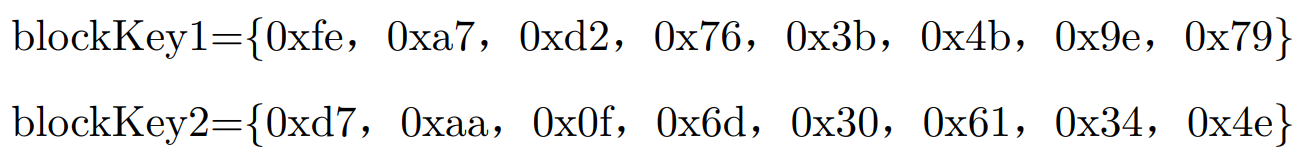 blockKey1={0xfe，0xa7，0xd2，0x76，0x3b，0x4b，0x9e，0x79}
blockKey2={0xd7，0xaa，0x0f，0x6d，0x30，0x61，0x34，0x4e}